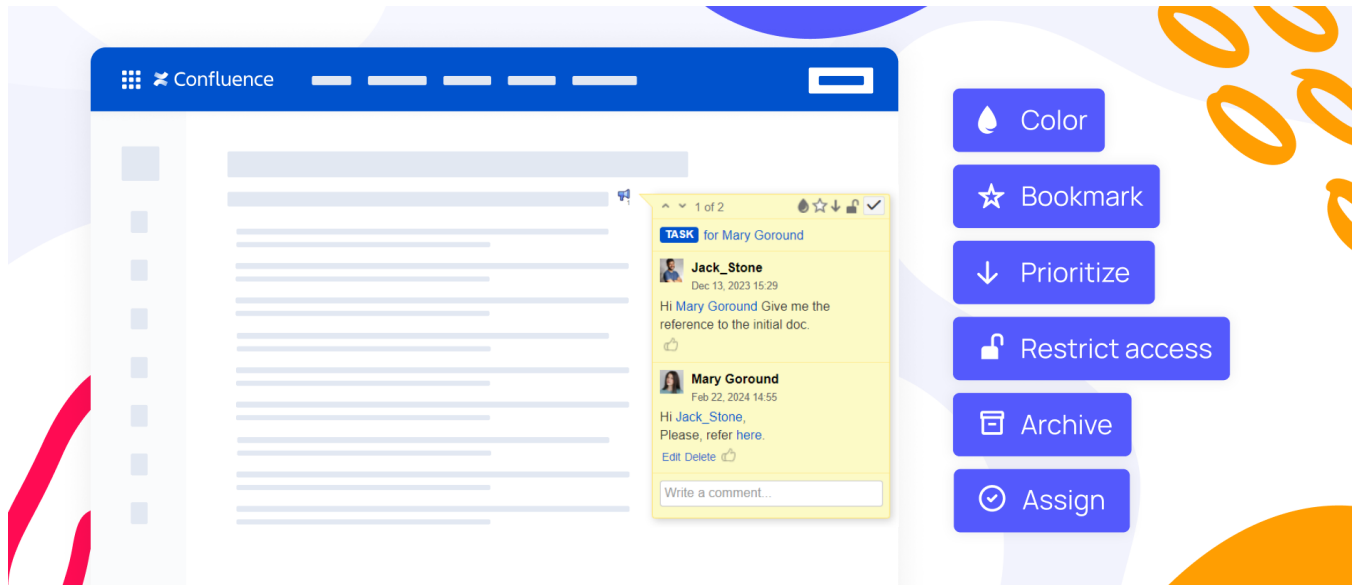 Confluence
1 of 2
TASK for Mary Goround
Jack_Stone
Dec 13, 2023 15:29
Hi Mary Goround Give me the
reference to the initial doc.
Mary Goround
Feb 22, 2024 14:55
Hi Jack_Stone,
Please, refer here.
Edit Delete
Write a comment...
Color
Bookmark
Prioritize
Restrict access
Archive
Assign